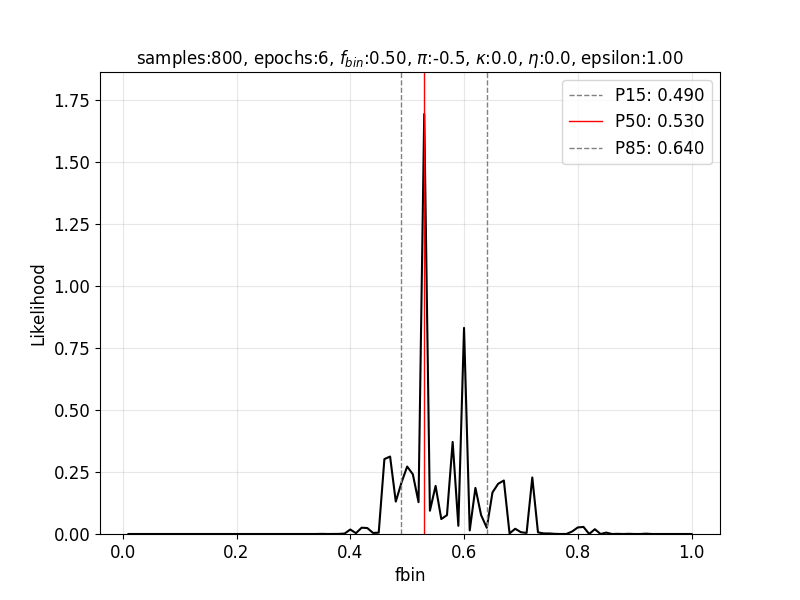 samples:800, epochs:6, f_bin:0.50, π:-0.5, κ:0.0, η:0.0, epsilon:1.00
P15: 0.490
P50: 0.530
P85: 0.640
1.75
1.50
1.25
1.00
0.75
0.50
0.25
0.00
Likelihood
0.0 0.2 0.4 0.6 0.8 1.0
fbin